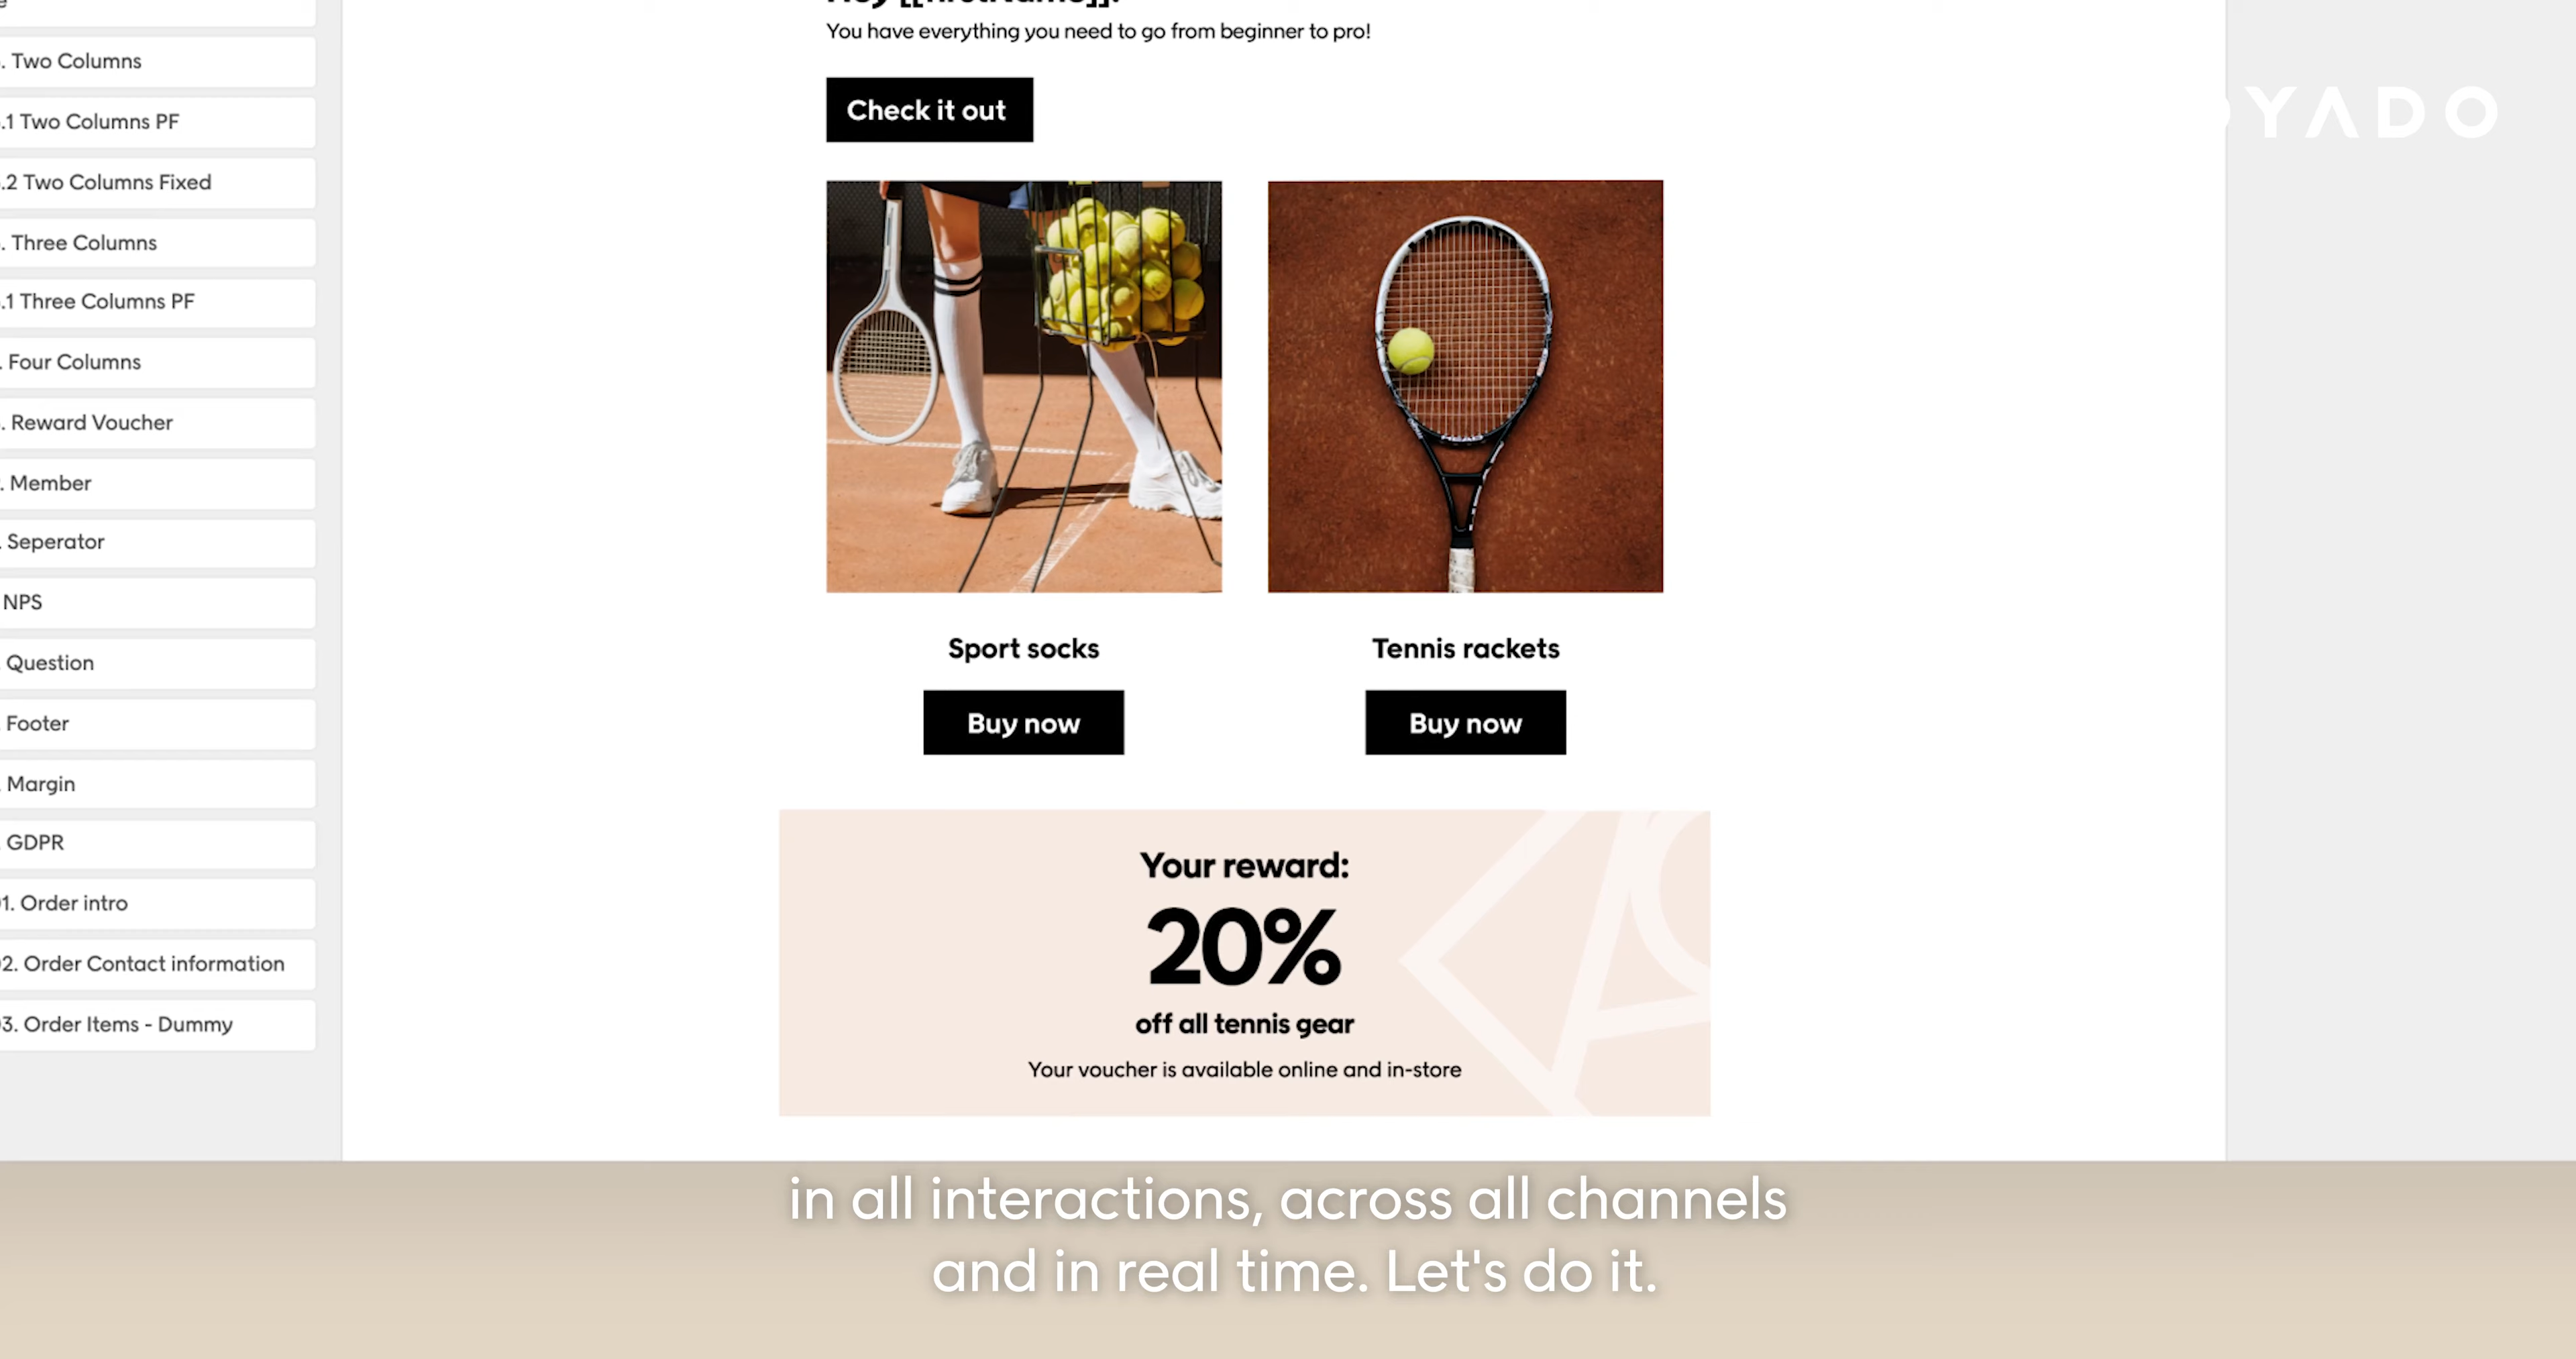 . Two Columns
.1 Two Columns PF
.2 Two Columns Fixed
. Three Columns
.1 Three Columns PF
. Four Columns
. Reward Voucher
. Member
. Seperator
NPS
Question
Footer
Margin
GDPR
1. Order intro
2. Order Contact information
3. Order Items - Dummy
Hey [[firstName]]!
You have everything you need to go from beginner to pro!
Check it out
Sport socks
Tennis rackets
Buy now
Buy now
Your reward:
20%
off all tennis gear
Your voucher is available online and in-store
YADO
in all interactions, across all channels
and in real time. Let's do it.